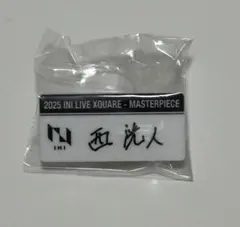 2025 INI LIVE XQUARE - MASTERPIECE
INI
西 洸人